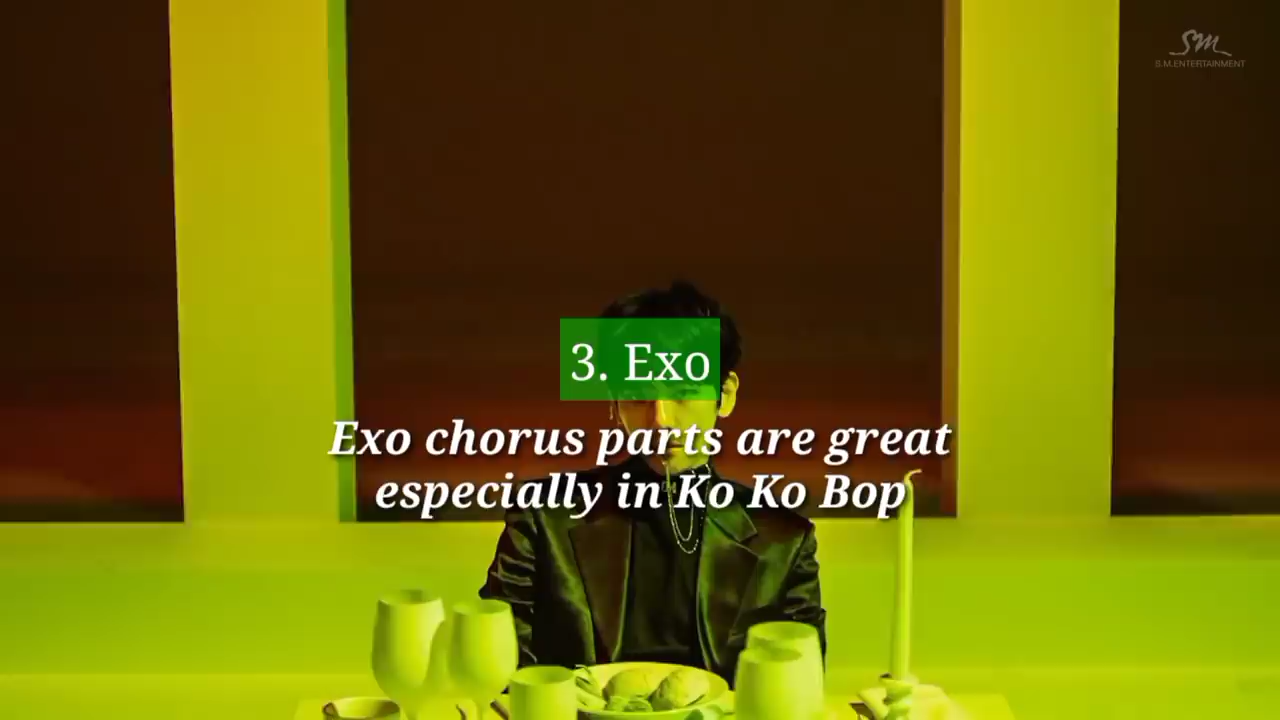 SM
S.M.ENTERTAINMENT
3. Exo
Exo chorus parts are great
especially in Ko Ko Bop